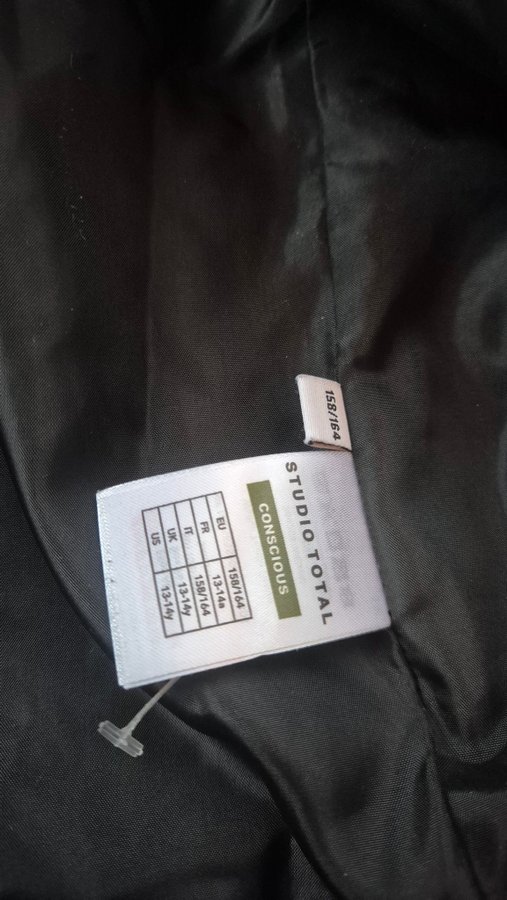 158/164
STUDIO TOTAL
CONSCIOUS
EU 158/164
FR 13-14a
IT 158/164
UK 13-14y
US 13-14y